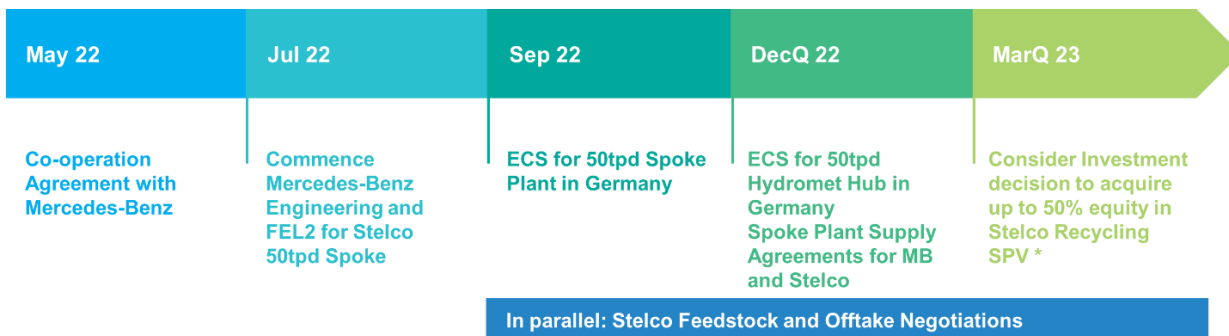 May 22
Jul 22
Sep 22
DecQ 22
MarQ 23
Co-operation
Agreement with
Mercedes-Benz
Commence
Mercedes-Benz
Engineering and
FEL2 for Stelco
50tpd Spoke
ECS for 50tpd Spoke
Plant in Germany
ECS for 50tpd
Hydromet Hub in
Germany
Spoke Plant Supply
Agreements for MB
and Stelco
Consider Investment
decision to acquire
up to 50% equity in
Stelco Recycling
SPV *
In parallel: Stelco Feedstock and Offtake Negotiations